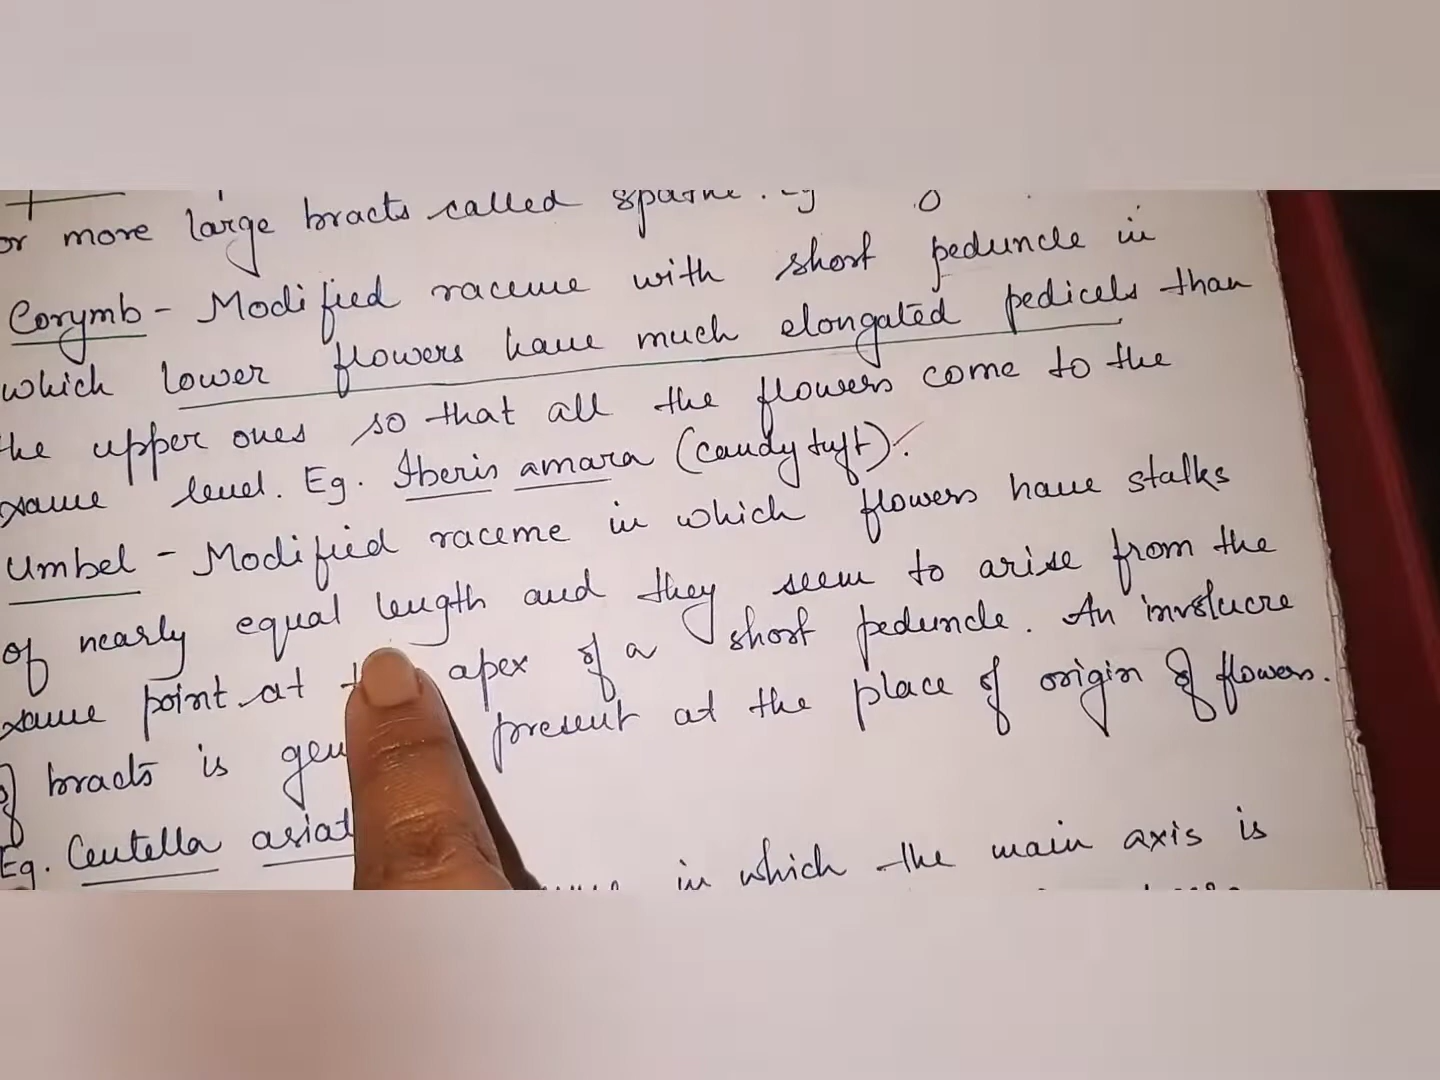 or more large bracts called spathe. Eg
Corymb - Modified raceme with short peduncle in
which lower flowers have much elongated pedicels than
the upper ones so that all the flowers come to the
same level. Eg. Iberis amara (candy tuft).
Umbel - Modified raceme in which flowers have stalks
of nearly equal length and they seem to arise from the
same point at apex of a short peduncle. An involucre
of bracts is present at the place of origin of flowers.
Eg. Centella asiat
in which the main axis is